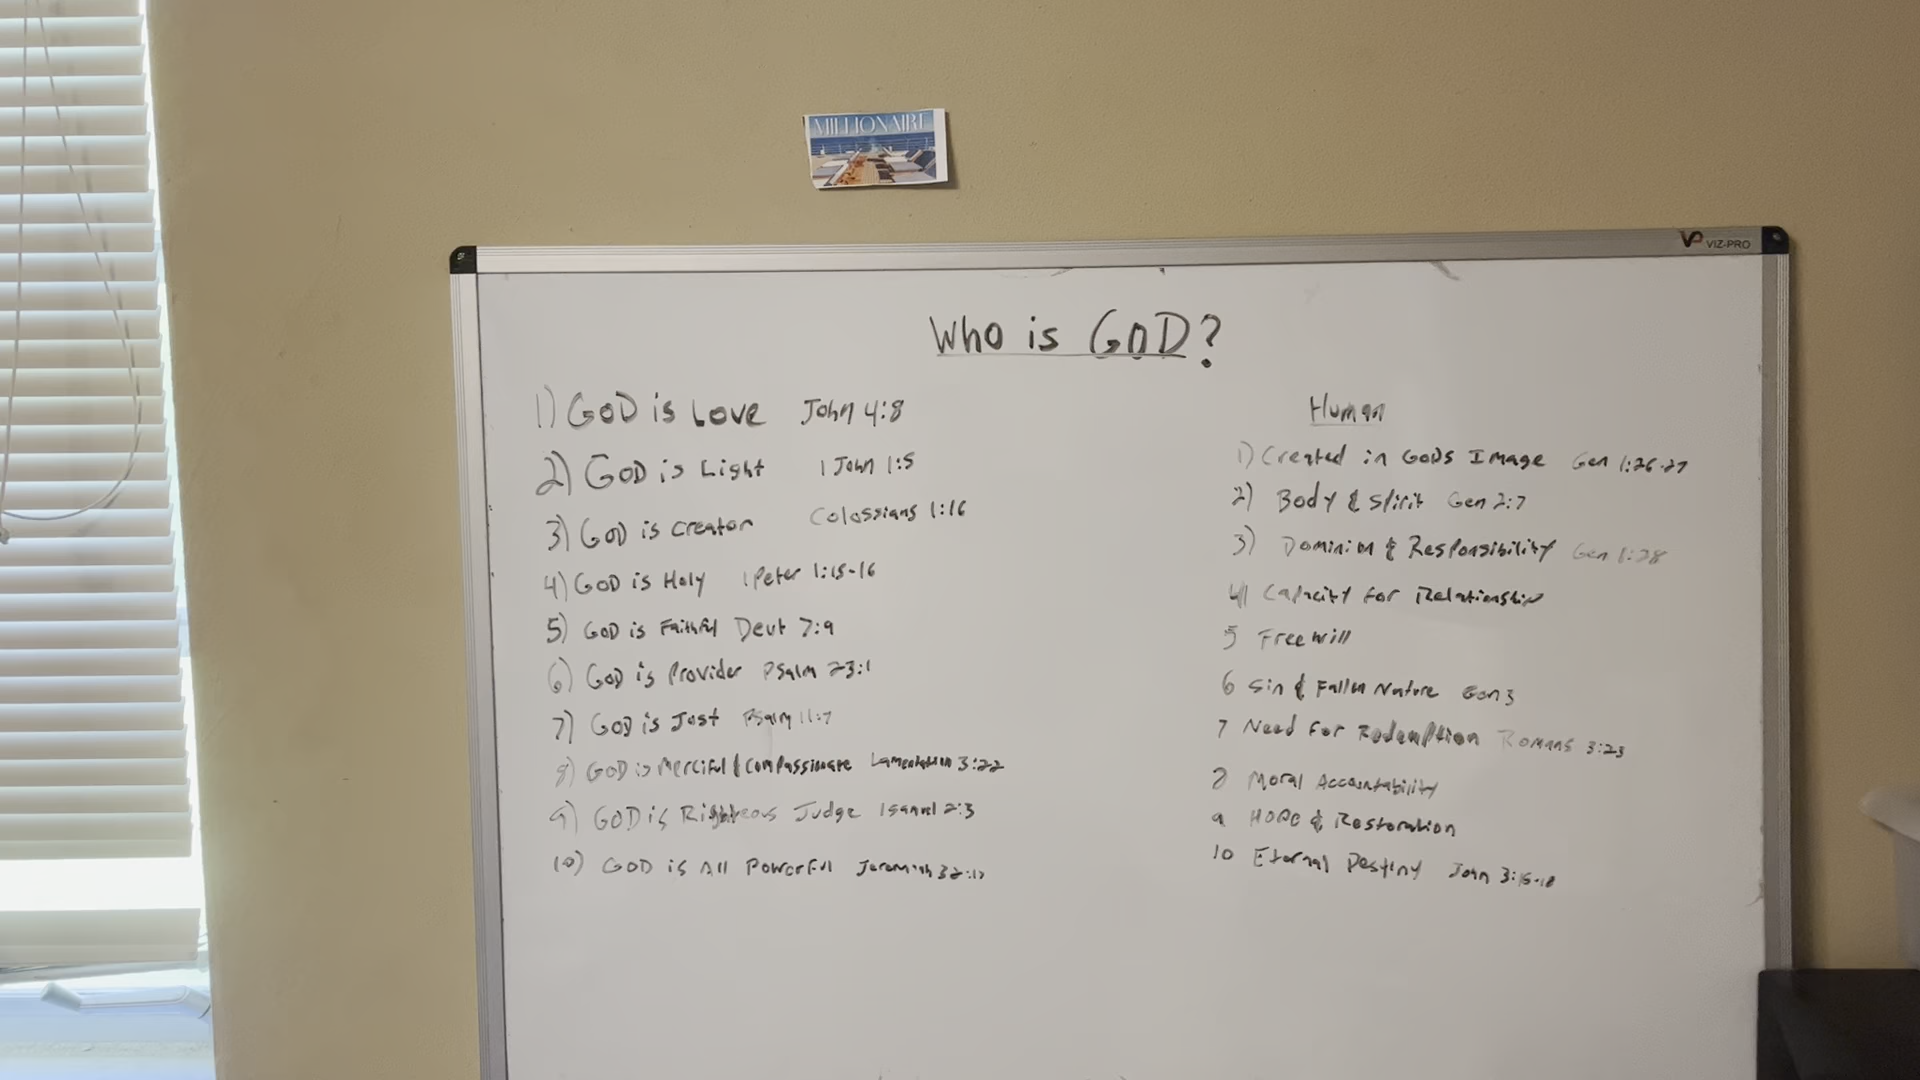 MILLIONAIRE
VP VIZ-PRO
Who is GOD?
1) GOD is Love John 4:8
2) GOD is Light 1 John 1:5
3) GOD is Creator Colossians 1:16
4) GOD is Holy 1 Peter 1:15-16
5) GOD is Faithful Deut 7:9
6) GOD is Provider Psalm 23:1
7) GOD is Just Psalm 11:7
8) GOD is Merciful & Compassionate Lamentation 3:22
9) GOD is Righteous Judge 1 Samuel 2:3
10) GOD is All Powerful Jeremiah 32:17
Human
1) Created in GODS Image Gen 1:26-27
2) Body & Spirit Gen 2:7
3) Dominion & Responsibility Gen 1:28
4) Capacity for Relationship
5 Free will
6 Sin & Fallen Nature Gen 3
7 Need For Redemption Romans 3:23
8 Moral Accountability
9 HOPE & Restoration
10 Eternal Destiny John 3: